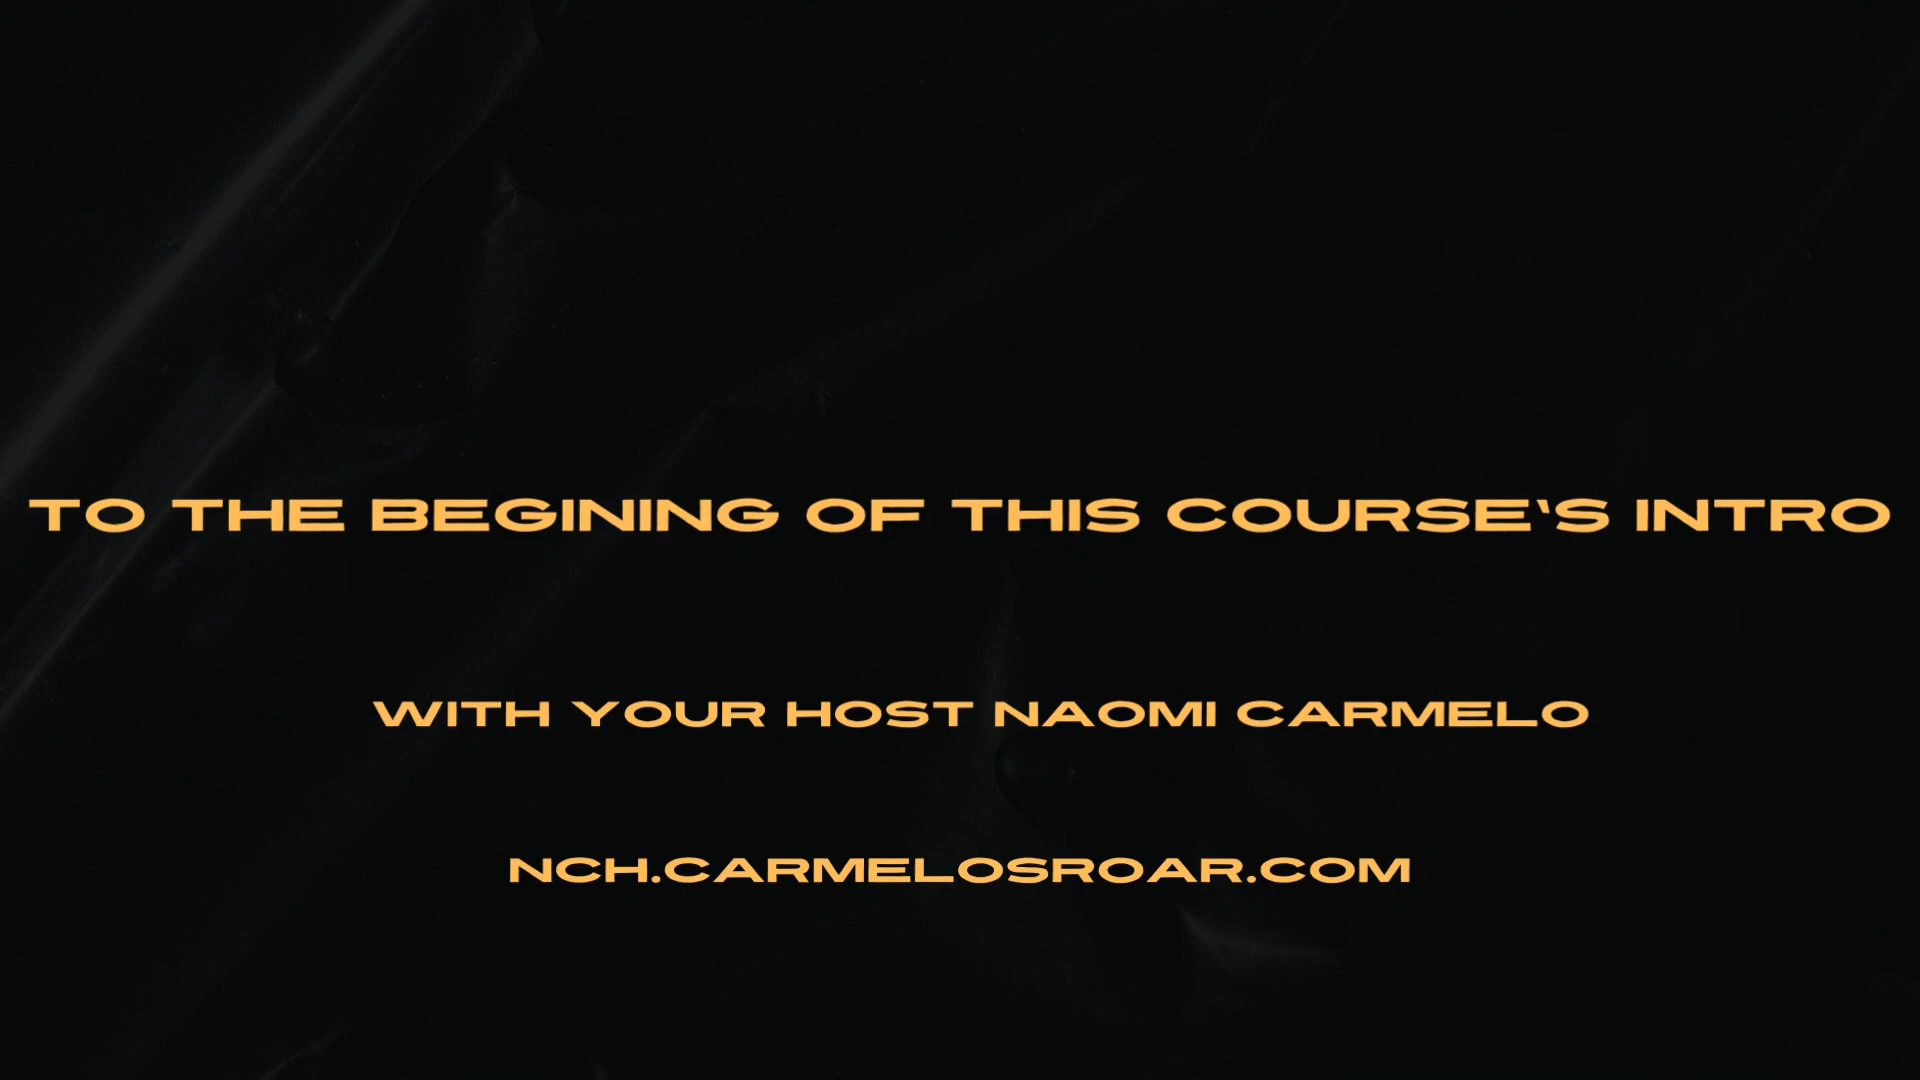 TO THE BEGINING OF THIS COURSE'S INTRO
WITH YOUR HOST NAOMI CARMELO
NCH.CARMELOSROAR.COM